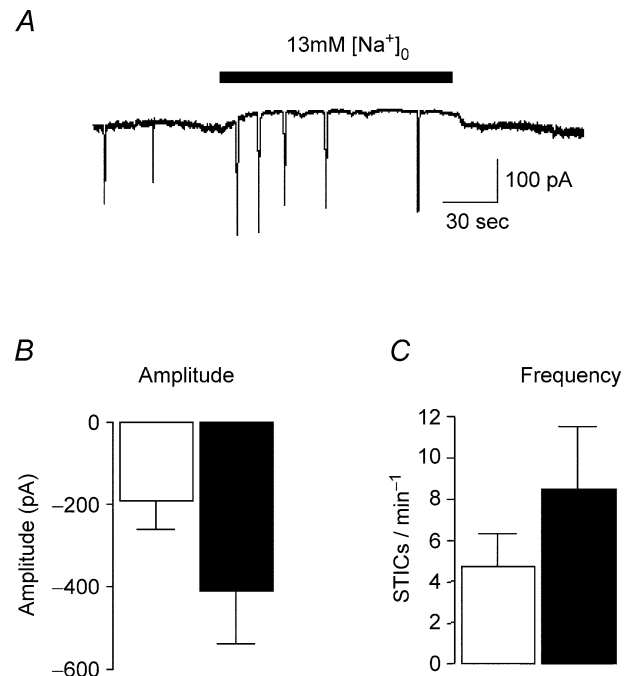 A
13mM [Na⁺]₀
100 pA
30 sec
B
Amplitude
Amplitude (pA)
0
–200
–400
–600
C
Frequency
STICs / min⁻¹
12
10
8
6
4
2
0